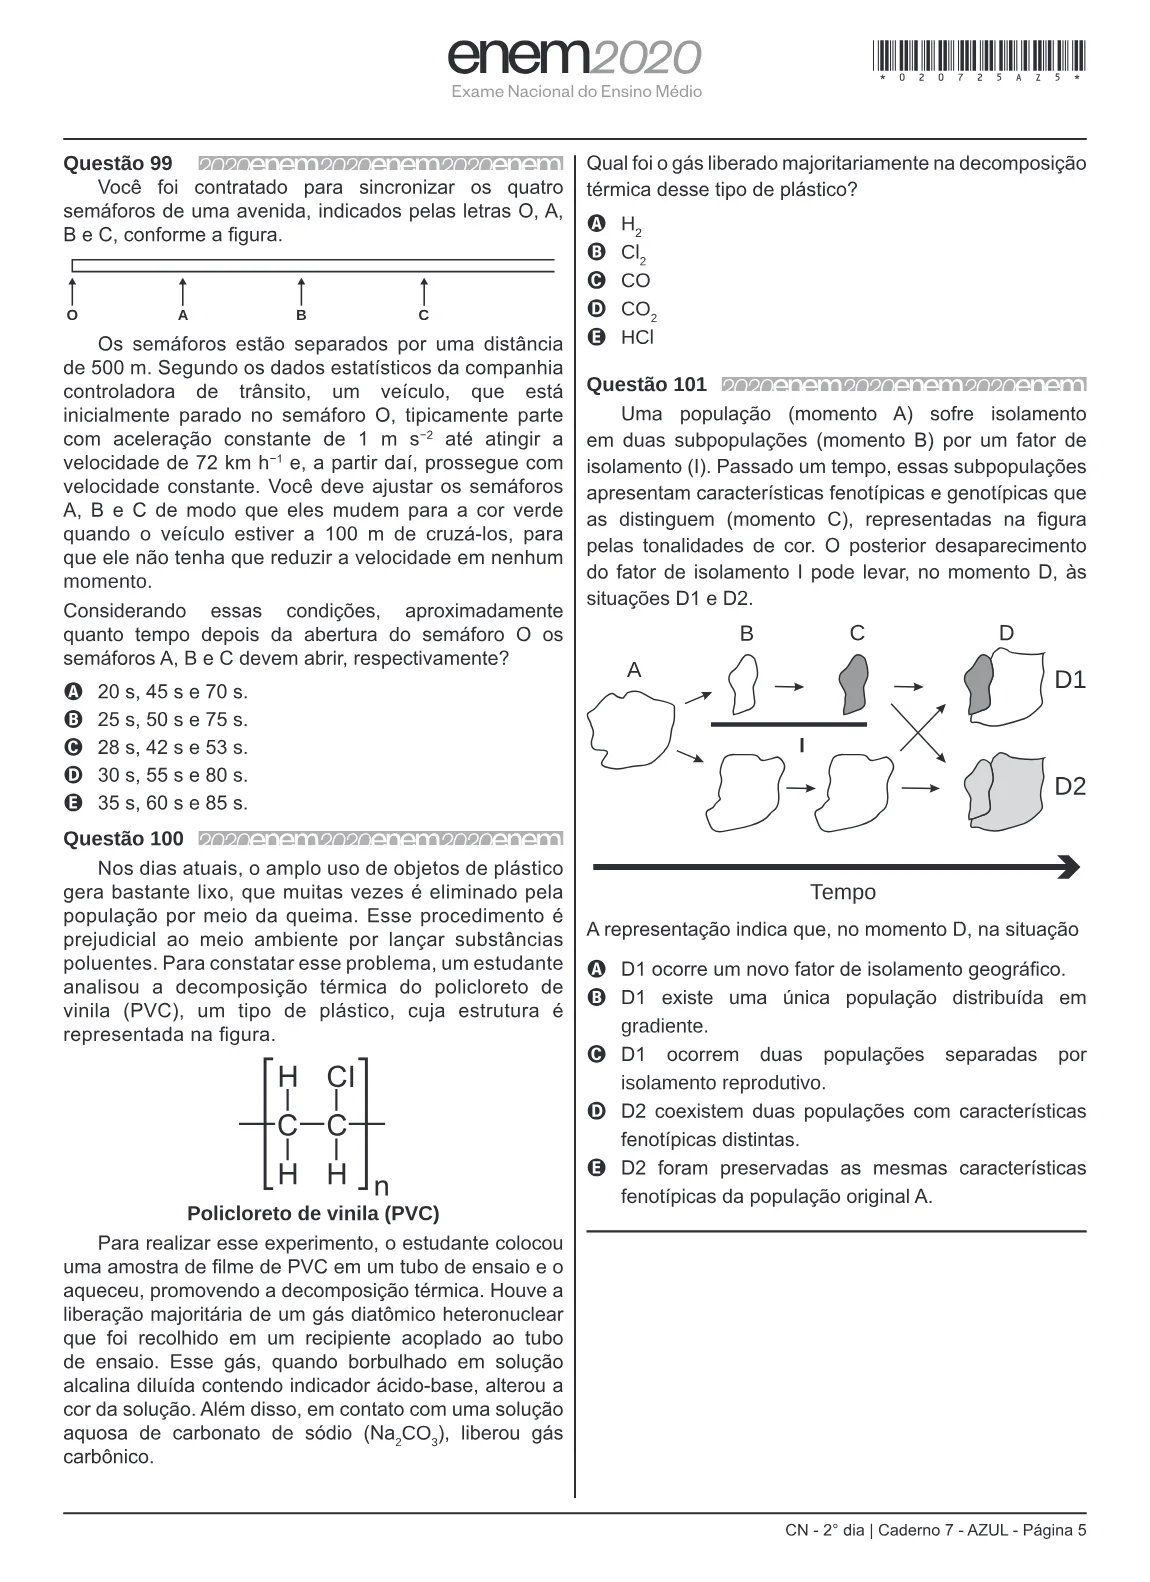 enem2020
Exame Nacional do Ensino Médio
*020725AZ5*
Questão 99 2020enem2020enem2020enem
Você foi contratado para sincronizar os quatro
semáforos de uma avenida, indicados pelas letras O, A,
B e C, conforme a figura.
O A B C
Os semáforos estão separados por uma distância
de 500 m. Segundo os dados estatísticos da companhia
controladora de trânsito, um veículo, que está
inicialmente parado no semáforo O, tipicamente parte
com aceleração constante de 1 m s⁻² até atingir a
velocidade de 72 km h⁻¹ e, a partir daí, prossegue com
velocidade constante. Você deve ajustar os semáforos
A, B e C de modo que eles mudem para a cor verde
quando o veículo estiver a 100 m de cruzá-los, para
que ele não tenha que reduzir a velocidade em nenhum
momento.
Considerando essas condições, aproximadamente
quanto tempo depois da abertura do semáforo O os
semáforos A, B e C devem abrir, respectivamente?
A 20 s, 45 s e 70 s.
B 25 s, 50 s e 75 s.
C 28 s, 42 s e 53 s.
D 30 s, 55 s e 80 s.
E 35 s, 60 s e 85 s.
Questão 100 2020enem2020enem2020enem
Nos dias atuais, o amplo uso de objetos de plástico
gera bastante lixo, que muitas vezes é eliminado pela
população por meio da queima. Esse procedimento é
prejudicial ao meio ambiente por lançar substâncias
poluentes. Para constatar esse problema, um estudante
analisou a decomposição térmica do policloreto de
vinila (PVC), um tipo de plástico, cuja estrutura é
representada na figura.
H Cl
C C
H H
n
Policloreto de vinila (PVC)
Para realizar esse experimento, o estudante colocou
uma amostra de filme de PVC em um tubo de ensaio e o
aqueceu, promovendo a decomposição térmica. Houve a
liberação majoritária de um gás diatômico heteronuclear
que foi recolhido em um recipiente acoplado ao tubo
de ensaio. Esse gás, quando borbulhado em solução
alcalina diluída contendo indicador ácido-base, alterou a
cor da solução. Além disso, em contato com uma solução
aquosa de carbonato de sódio (Na₂CO₃), liberou gás
carbônico.
Qual foi o gás liberado majoritariamente na decomposição
térmica desse tipo de plástico?
A H₂
B Cl₂
C CO
D CO₂
E HCl
Questão 101 2020enem2020enem2020enem
Uma população (momento A) sofre isolamento
em duas subpopulações (momento B) por um fator de
isolamento (I). Passado um tempo, essas subpopulações
apresentam características fenotípicas e genotípicas que
as distinguem (momento C), representadas na figura
pelas tonalidades de cor. O posterior desaparecimento
do fator de isolamento I pode levar, no momento D, às
situações D1 e D2.
B C D
A
D1
I
D2
Tempo
A representação indica que, no momento D, na situação
A D1 ocorre um novo fator de isolamento geográfico.
B D1 existe uma única população distribuída em
gradiente.
C D1 ocorrem duas populações separadas por
isolamento reprodutivo.
D D2 coexistem duas populações com características
fenotípicas distintas.
E D2 foram preservadas as mesmas características
fenotípicas da população original A.
CN - 2° dia | Caderno 7 - AZUL - Página 5